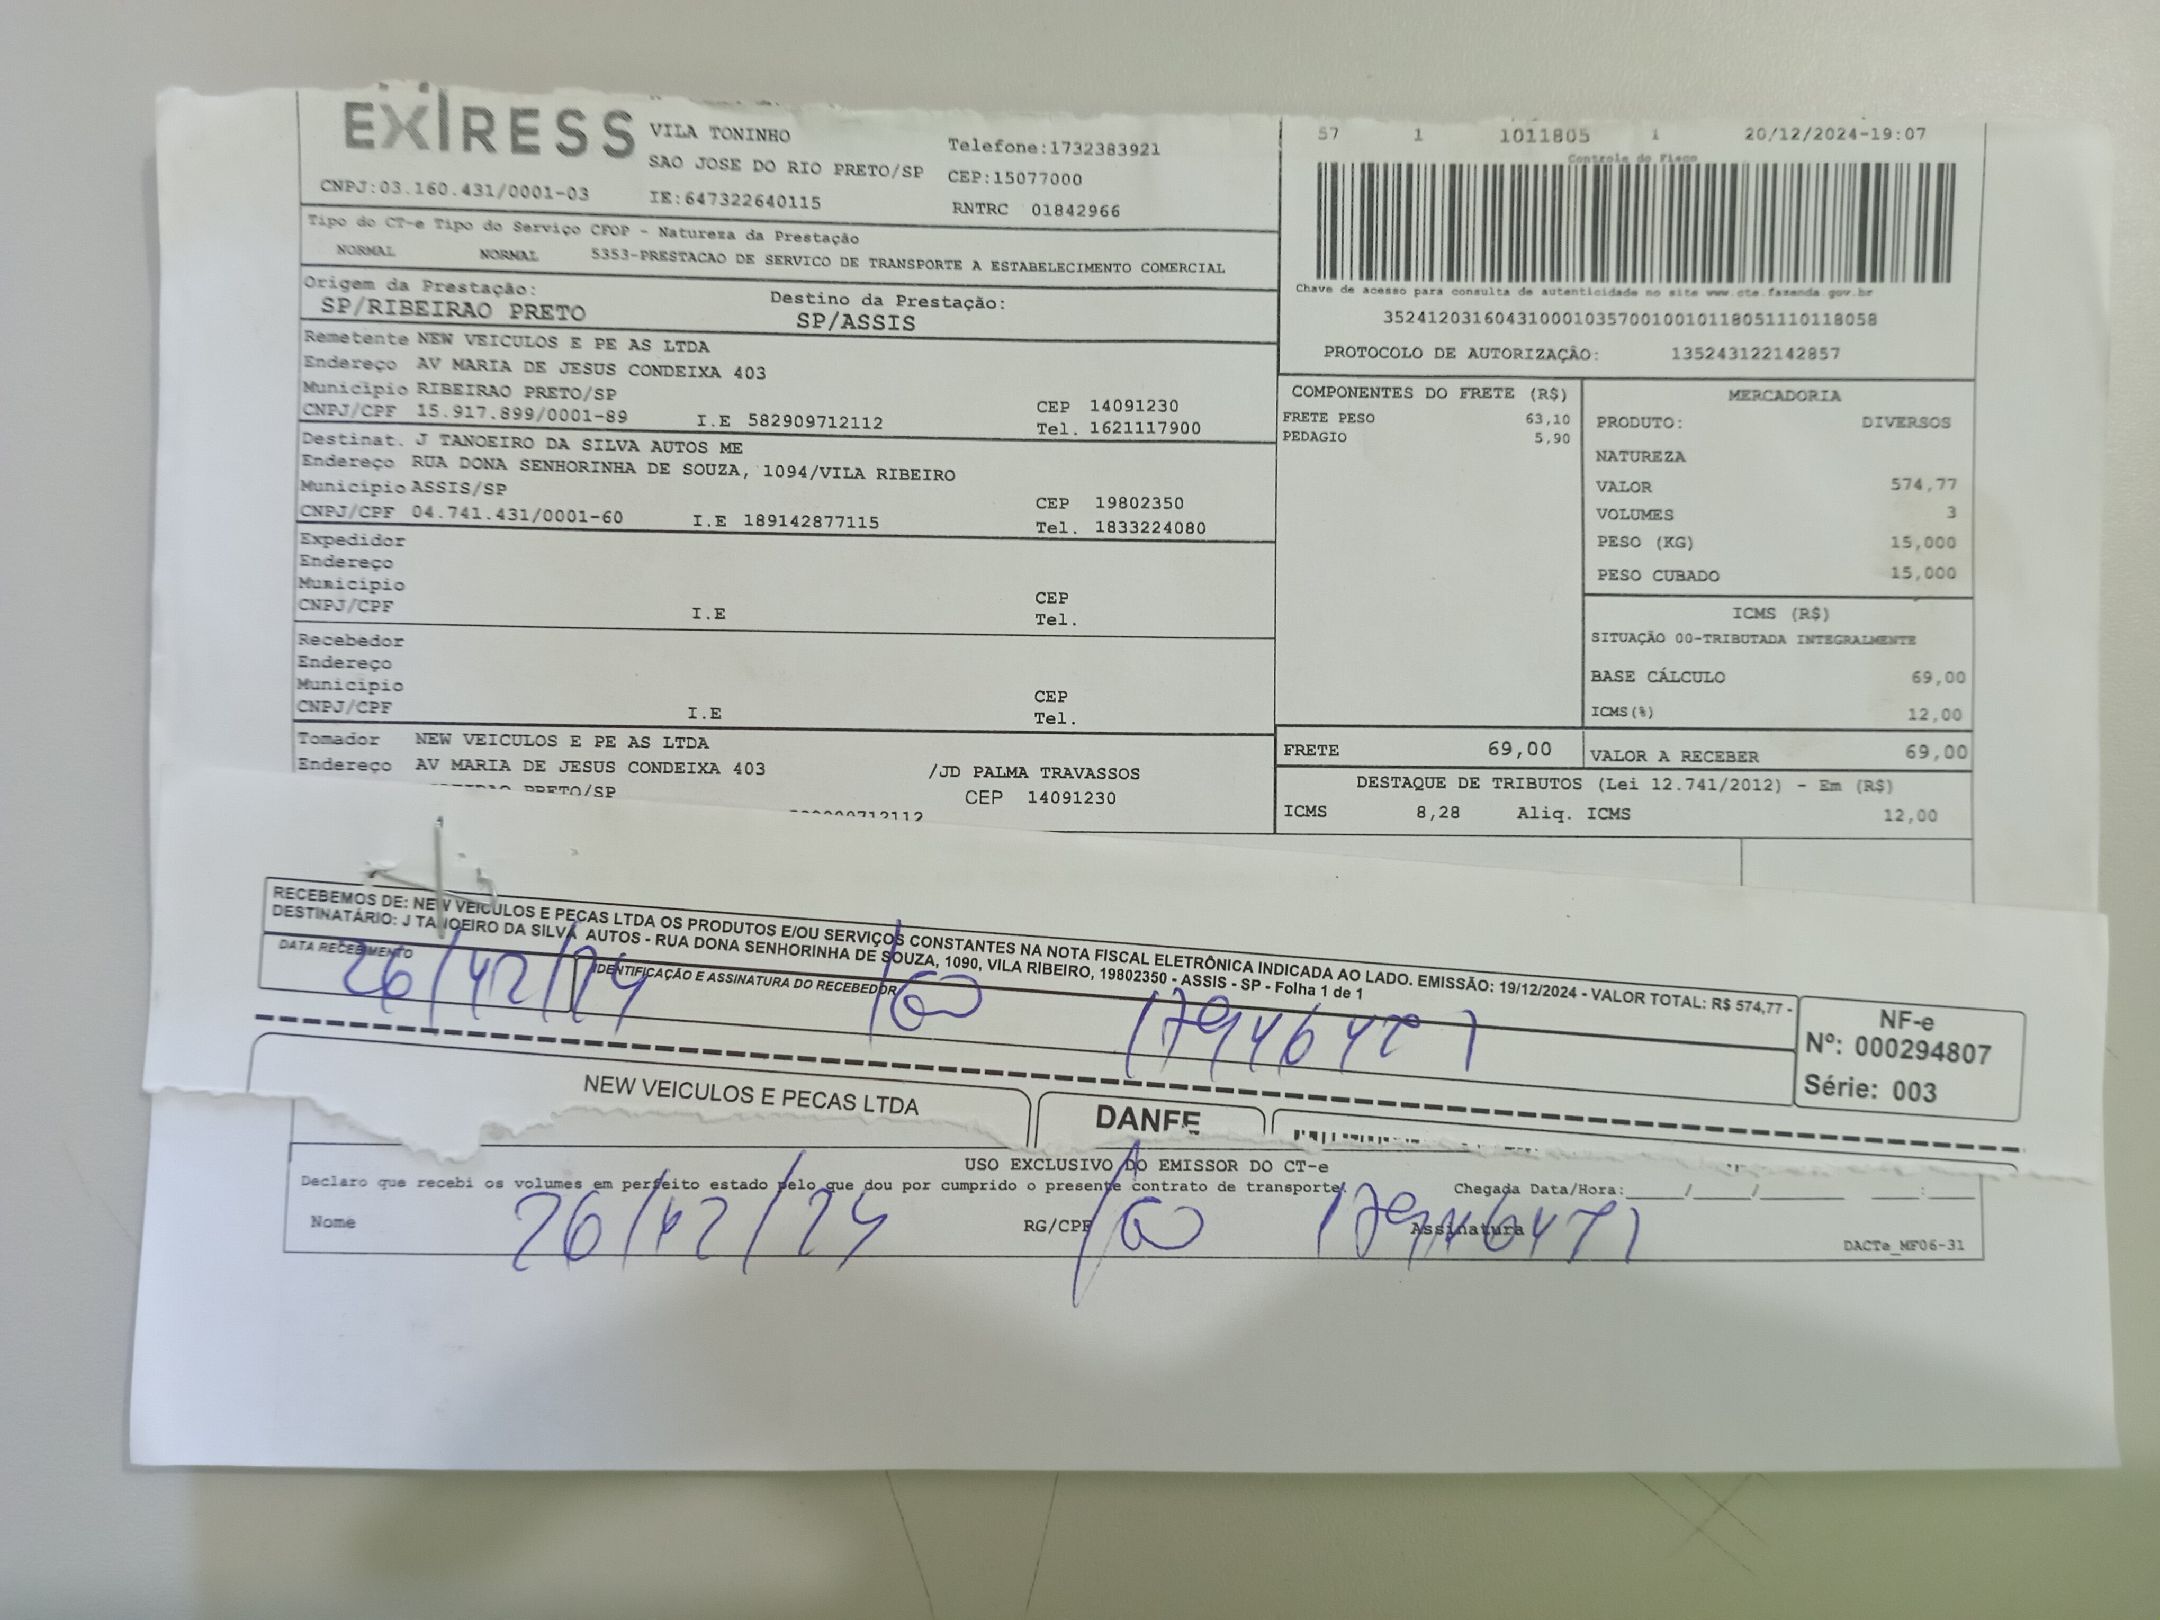 EXPRESS
VILA TONINHO
SAO JOSE DO RIO PRETO/SP
Telefone:1732383921
CEP:15077000
CNPJ:03.160.431/0001-03
IE:647322640115
RNTRC 01842966
57 1 1011805 1 20/12/2024-19:07
Controle do Fisco
Tipo do CT-e Tipo do Serviço CFOP - Natureza da Prestação
NORMAL NORMAL 5353-PRESTACAO DE SERVICO DE TRANSPORTE A ESTABELECIMENTO COMERCIAL
Chave de acesso para consulta de autenticidade no site www.cte.fazenda.gov.br
35241203160431000103570010010118051110118058
PROTOCOLO DE AUTORIZAÇÃO: 135243122142857
Origem da Prestação:
SP/RIBEIRAO PRETO
Destino da Prestação:
SP/ASSIS
Remetente NEW VEICULOS E PE AS LTDA
Endereço AV MARIA DE JESUS CONDEIXA 403
Municipio RIBEIRAO PRETO/SP CEP 14091230
CNPJ/CPF 15.917.899/0001-89 I.E 582909712112 Tel. 1621117900
Destinat. J TANOEIRO DA SILVA AUTOS ME
Endereço RUA DONA SENHORINHA DE SOUZA, 1094/VILA RIBEIRO
Municipio ASSIS/SP CEP 19802350
CNPJ/CPF 04.741.431/0001-60 I.E 189142877115 Tel. 1833224080
Expedidor
Endereço
Municipio CEP
CNPJ/CPF I.E Tel.
Recebedor
Endereço
Municipio CEP
CNPJ/CPF I.E Tel.
Tomador NEW VEICULOS E PE AS LTDA
Endereço AV MARIA DE JESUS CONDEIXA 403 /JD PALMA TRAVASSOS
PRETO/SP CEP 14091230
712112
COMPONENTES DO FRETE (R$)
FRETE PESO 63,10
PEDAGIO 5,90
MERCADORIA
PRODUTO: DIVERSOS
NATUREZA
VALOR 574,77
VOLUMES 3
PESO (KG) 15,000
PESO CUBADO 15,000
ICMS (R$)
SITUAÇÃO 00-TRIBUTADA INTEGRALMENTE
BASE CÁLCULO 69,00
ICMS(%) 12,00
FRETE 69,00 VALOR A RECEBER 69,00
DESTAQUE DE TRIBUTOS (Lei 12.741/2012) - Em (R$)
ICMS 8,28 Aliq. ICMS 12,00
RECEBEMOS DE: NEW VEICULOS E PECAS LTDA OS PRODUTOS E/OU SERVIÇOS CONSTANTES NA NOTA FISCAL ELETRÔNICA INDICADA AO LADO. EMISSÃO: 19/12/2024 - VALOR TOTAL: R$ 574,77 -
DESTINATÁRIO: J TANOEIRO DA SILVA AUTOS - RUA DONA SENHORINHA DE SOUZA, 1090, VILA RIBEIRO, 19802350 - ASSIS - SP - Folha 1 de 1
DATA RECEBIMENTO
IDENTIFICAÇÃO E ASSINATURA DO RECEBEDOR
26/12/24
NF-e
Nº: 000294807
Série: 003
NEW VEICULOS E PECAS LTDA
DANFE
USO EXCLUSIVO DO EMISSOR DO CT-e
Declaro que recebi os volumes em perfeito estado pelo que dou por cumprido o presente contrato de transporte. Chegada Data/Hora:____/____/____ ___:___
Nome 26/12/24 RG/CPF Assinatura
DACTe_MF06-31